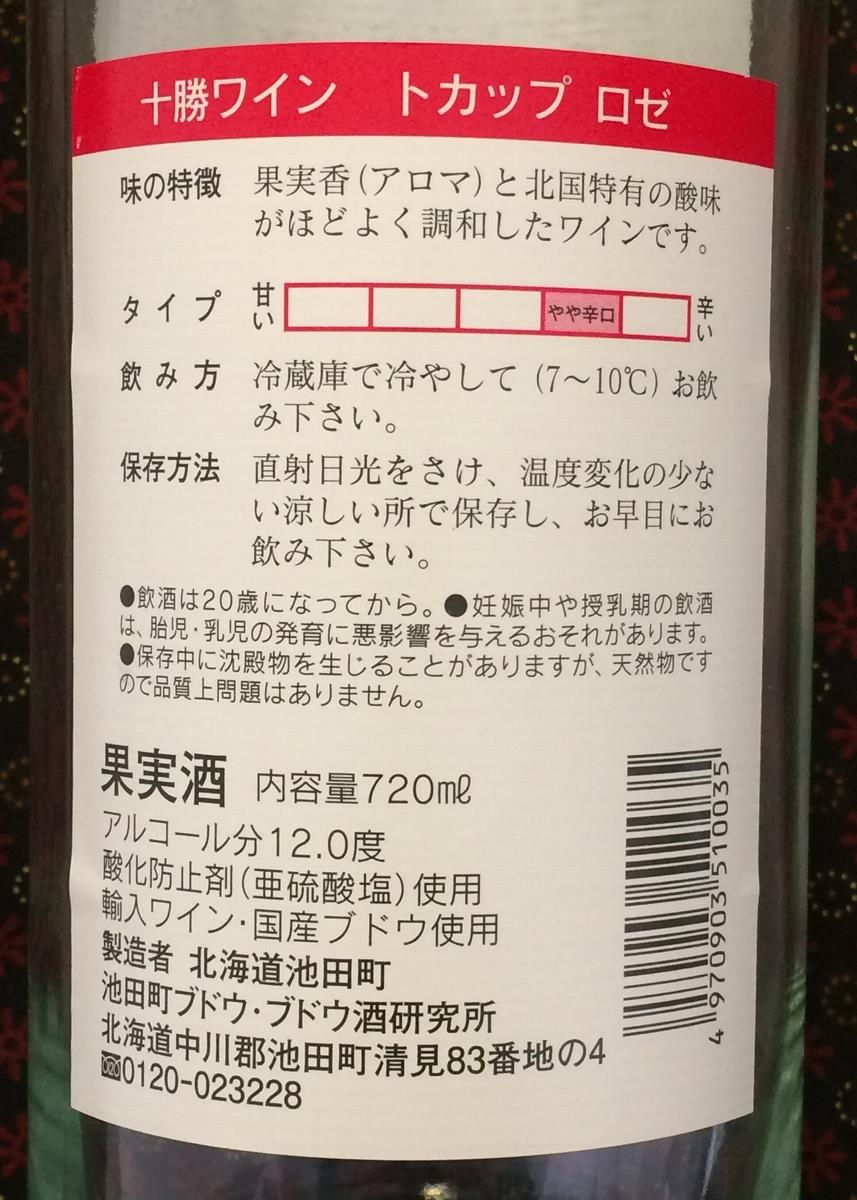 十勝ワイン　トカップ ロゼ
味の特徴 果実香(アロマ)と北国特有の酸味
がほどよく調和したワインです。
タイプ 甘い やや辛口 辛い
飲み方 冷蔵庫で冷やして (7〜10℃) お飲
み下さい。
保存方法 直射日光をさけ、温度変化の少な
い涼しい所で保存し、お早目にお
飲み下さい。
●飲酒は20歳になってから。●妊娠中や授乳期の飲酒
は、胎児・乳児の発育に悪影響を与えるおそれがあります。
●保存中に沈殿物を生じることがありますが、天然物です
ので品質上問題はありません。
果実酒 内容量720㎖
アルコール分12.0度
酸化防止剤(亜硫酸塩)使用
輸入ワイン・国産ブドウ使用
製造者 北海道池田町
池田町ブドウ・ブドウ酒研究所
北海道中川郡池田町清見83番地の4
0120-023228
4 970903 510035